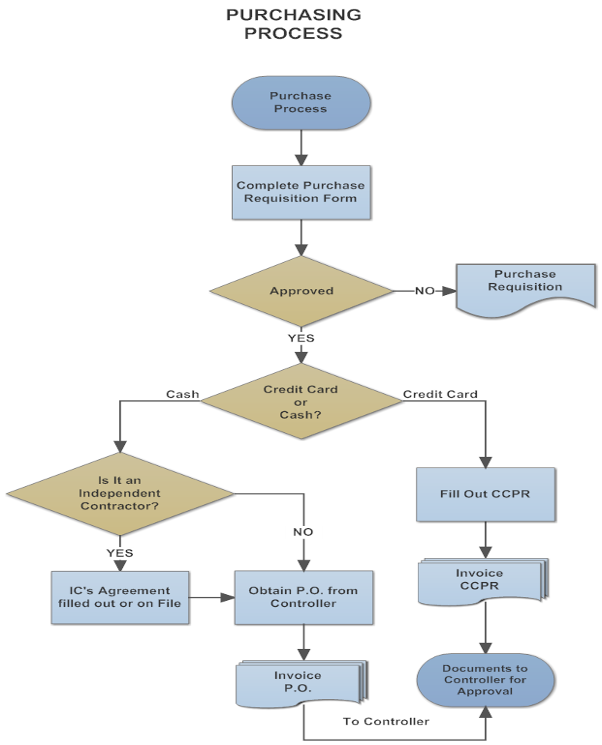 PURCHASING
PROCESS
Purchase
Process
Complete Purchase
Requisition Form
Approved
NO
Purchase
Requisition
YES
Credit Card
or
Cash?
Cash
Credit Card
Is It an
Independent
Contractor?
Fill Out CCPR
NO
YES
IC's Agreement
filled out or on File
Obtain P.O. from
Controller
Invoice
CCPR
Invoice
P.O.
Documents to
Controller for
Approval
To Controller